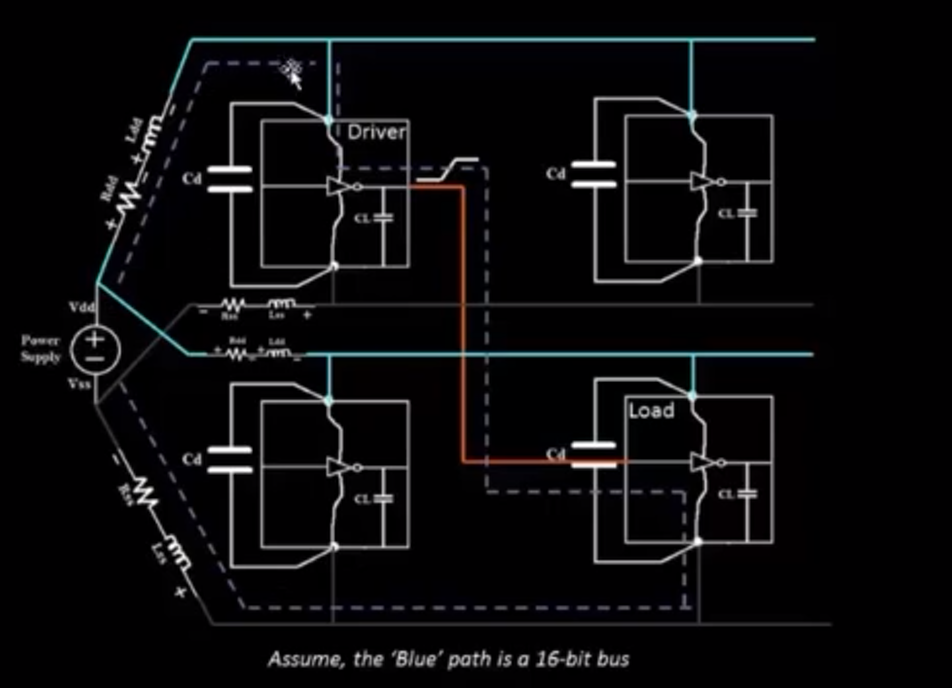 Ldd
Rdd
+
-
+
-
Cd
Driver
CL
Cd
CL
Vdd
-
Rss
Lss
+
Power
Supply
+
-
Rdd
+
-
Ldd
+
-
Vss
Cd
CL
Load
Cd
CL
-
Rss
Lss
+
Assume, the 'Blue' path is a 16-bit bus